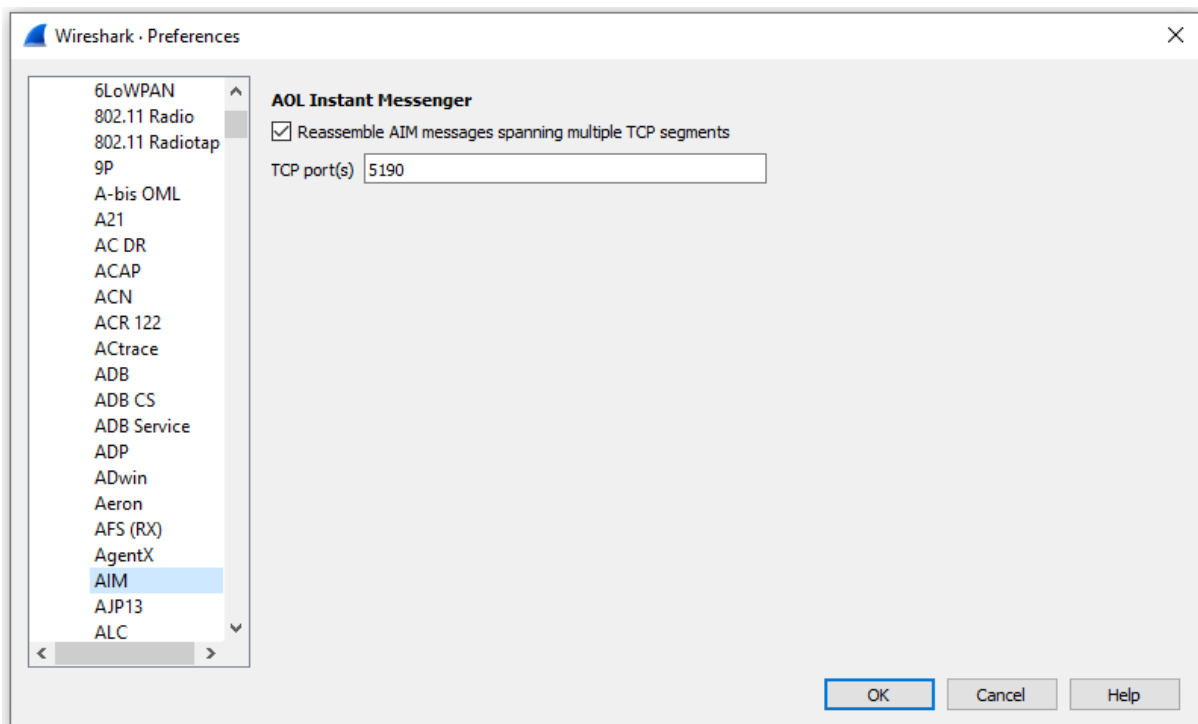 Wireshark · Preferences
6LoWPAN
802.11 Radio
802.11 Radiotap
9P
A-bis OML
A21
AC DR
ACAP
ACN
ACR 122
ACtrace
ADB
ADB CS
ADB Service
ADP
ADwin
Aeron
AFS (RX)
AgentX
AIM
AJP13
ALC
AOL Instant Messenger
Reassemble AIM messages spanning multiple TCP segments
TCP port(s) 5190
OK Cancel Help